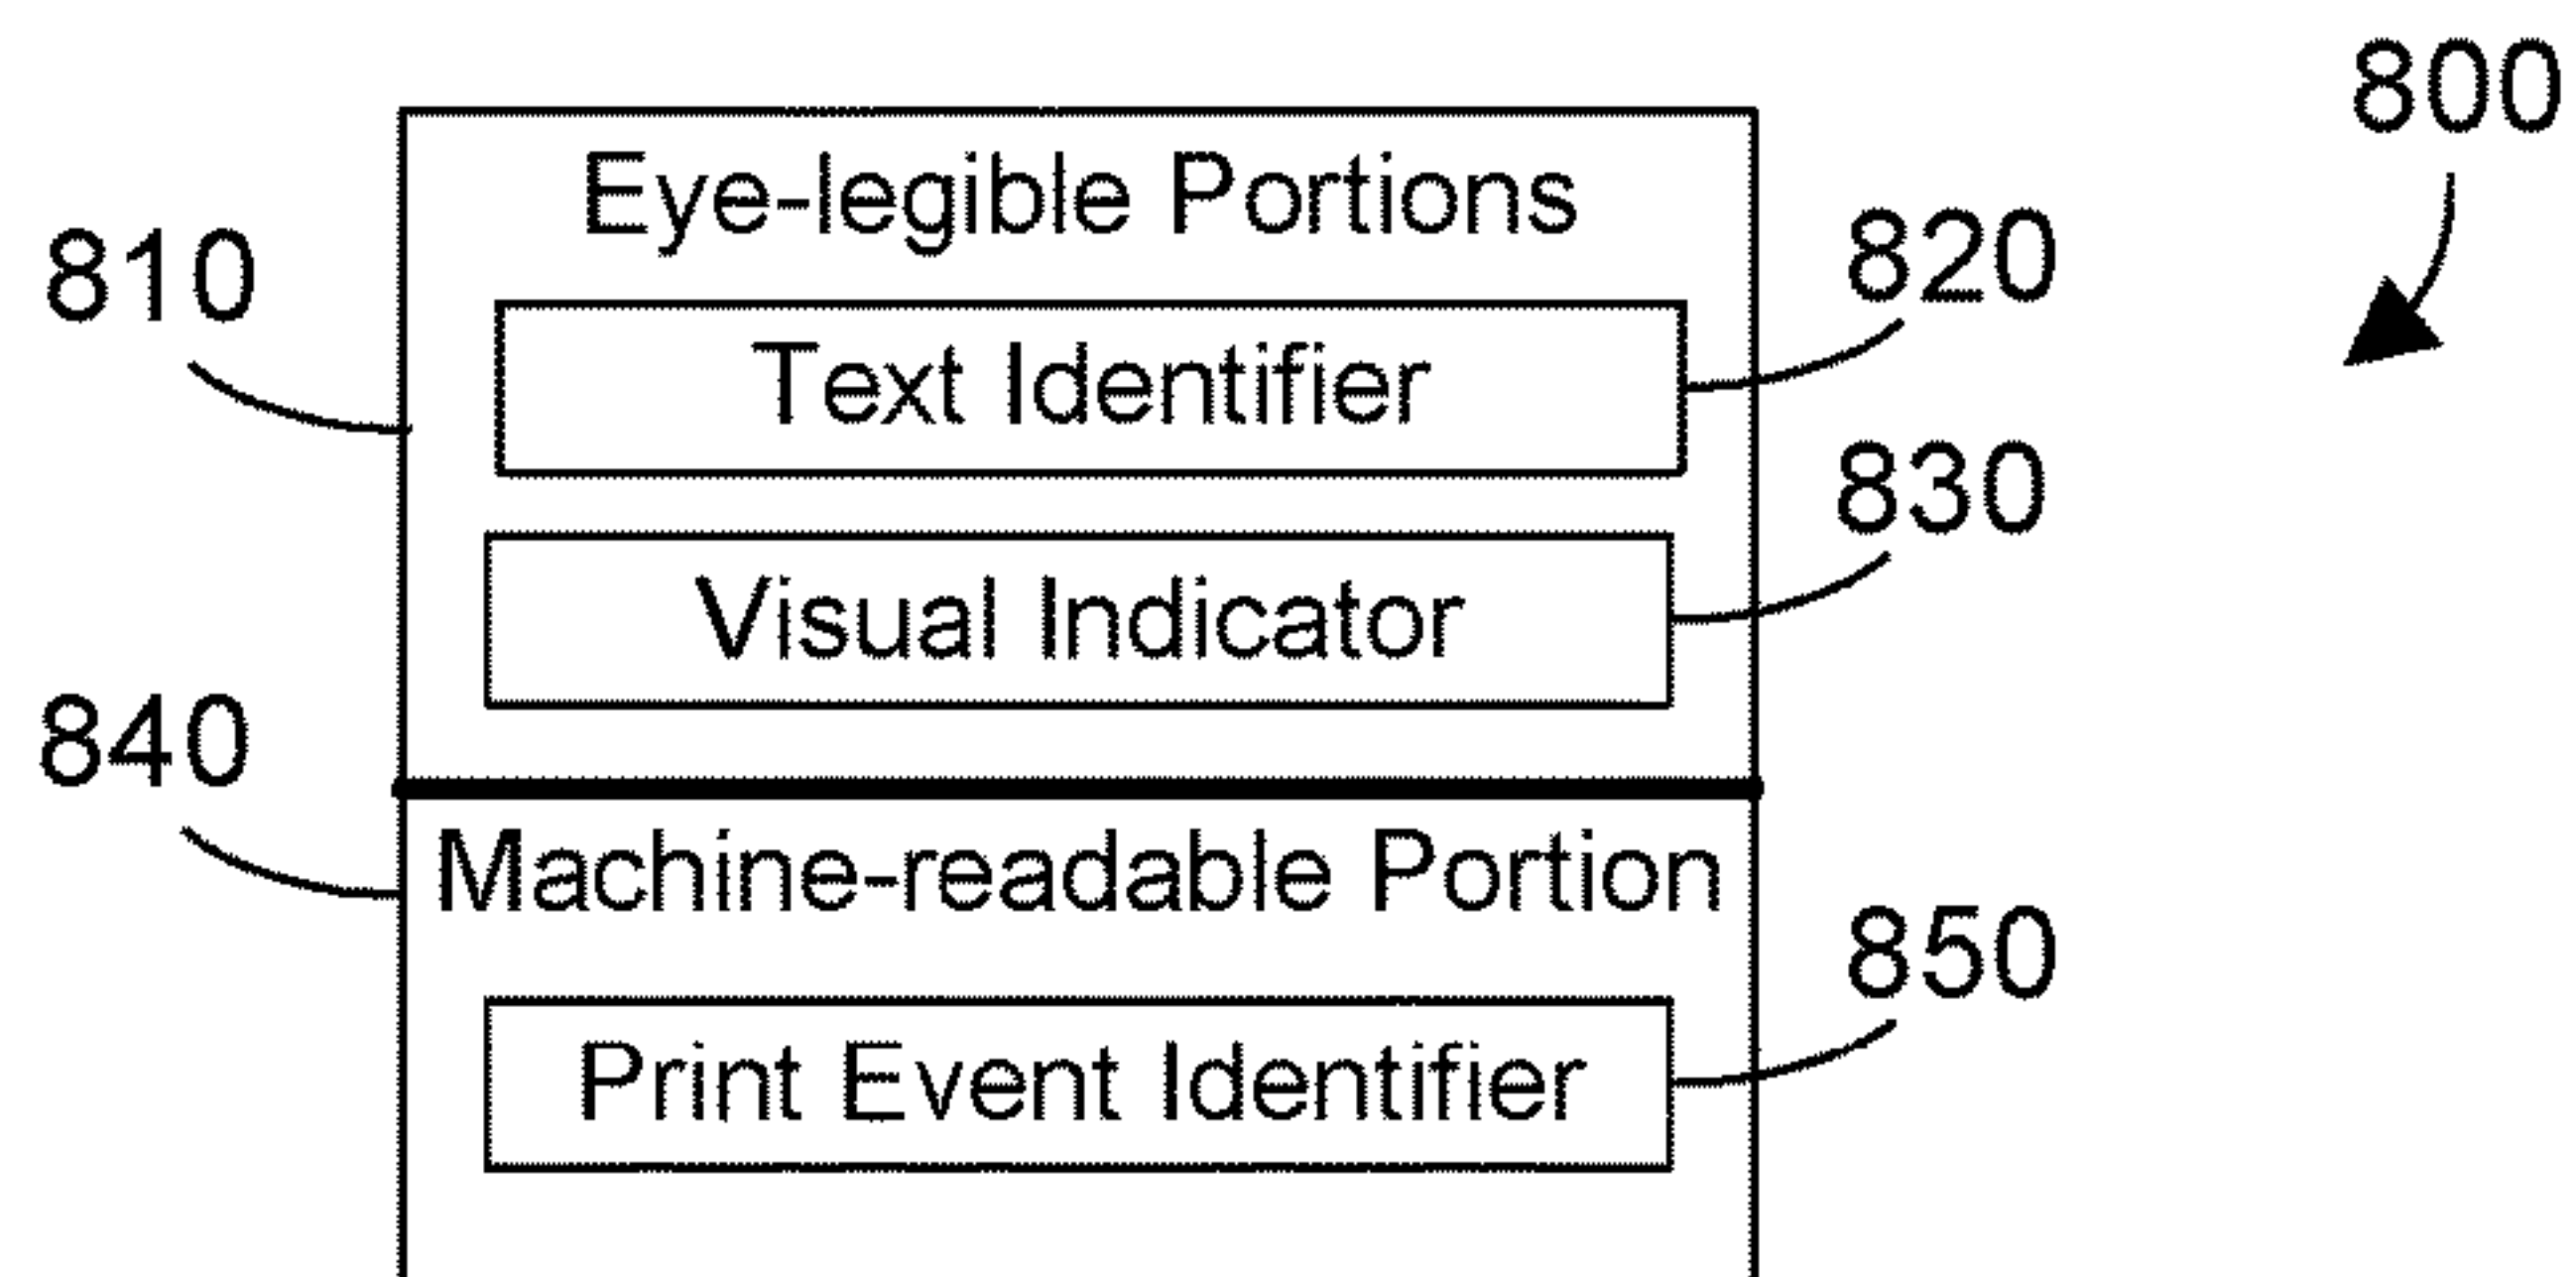 800
Eye-legible Portions
810
820
Text Identifier
830
Visual Indicator
840
Machine-readable Portion
850
Print Event Identifier